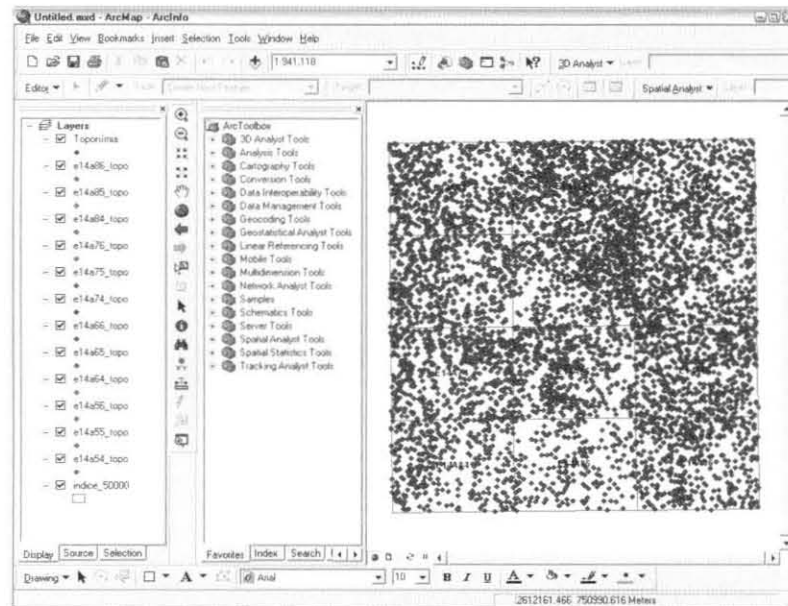 Untitled.mxd - ArcMap - ArcInfo
File Edit View Bookmarks Insert Selection Tools Window Help
1:941.118
3D Analyst
Editor
Spatial Analyst
Layers
Toponimia
e14a86_topo
e14a85_topo
e14a84_topo
e14a76_topo
e14a75_topo
e14a74_topo
e14a66_topo
e14a65_topo
e14a64_topo
e14a56_topo
e14a55_topo
e14a54_topo
indice_50000
Display Source Selection
ArcToolbox
3D Analyst Tools
Analysis Tools
Cartography Tools
Conversion Tools
Data Interoperability Tools
Data Management Tools
Geocoding Tools
Geostatistical Analyst Tools
Linear Referencing Tools
Mobile Tools
Multidimension Tools
Network Analyst Tools
Samples
Schematics Tools
Server Tools
Spatial Analyst Tools
Spatial Statistics Tools
Tracking Analyst Tools
Favorites Index Search
Drawing A Arial 10 B I U A
2612161.466 750990.616 Meters